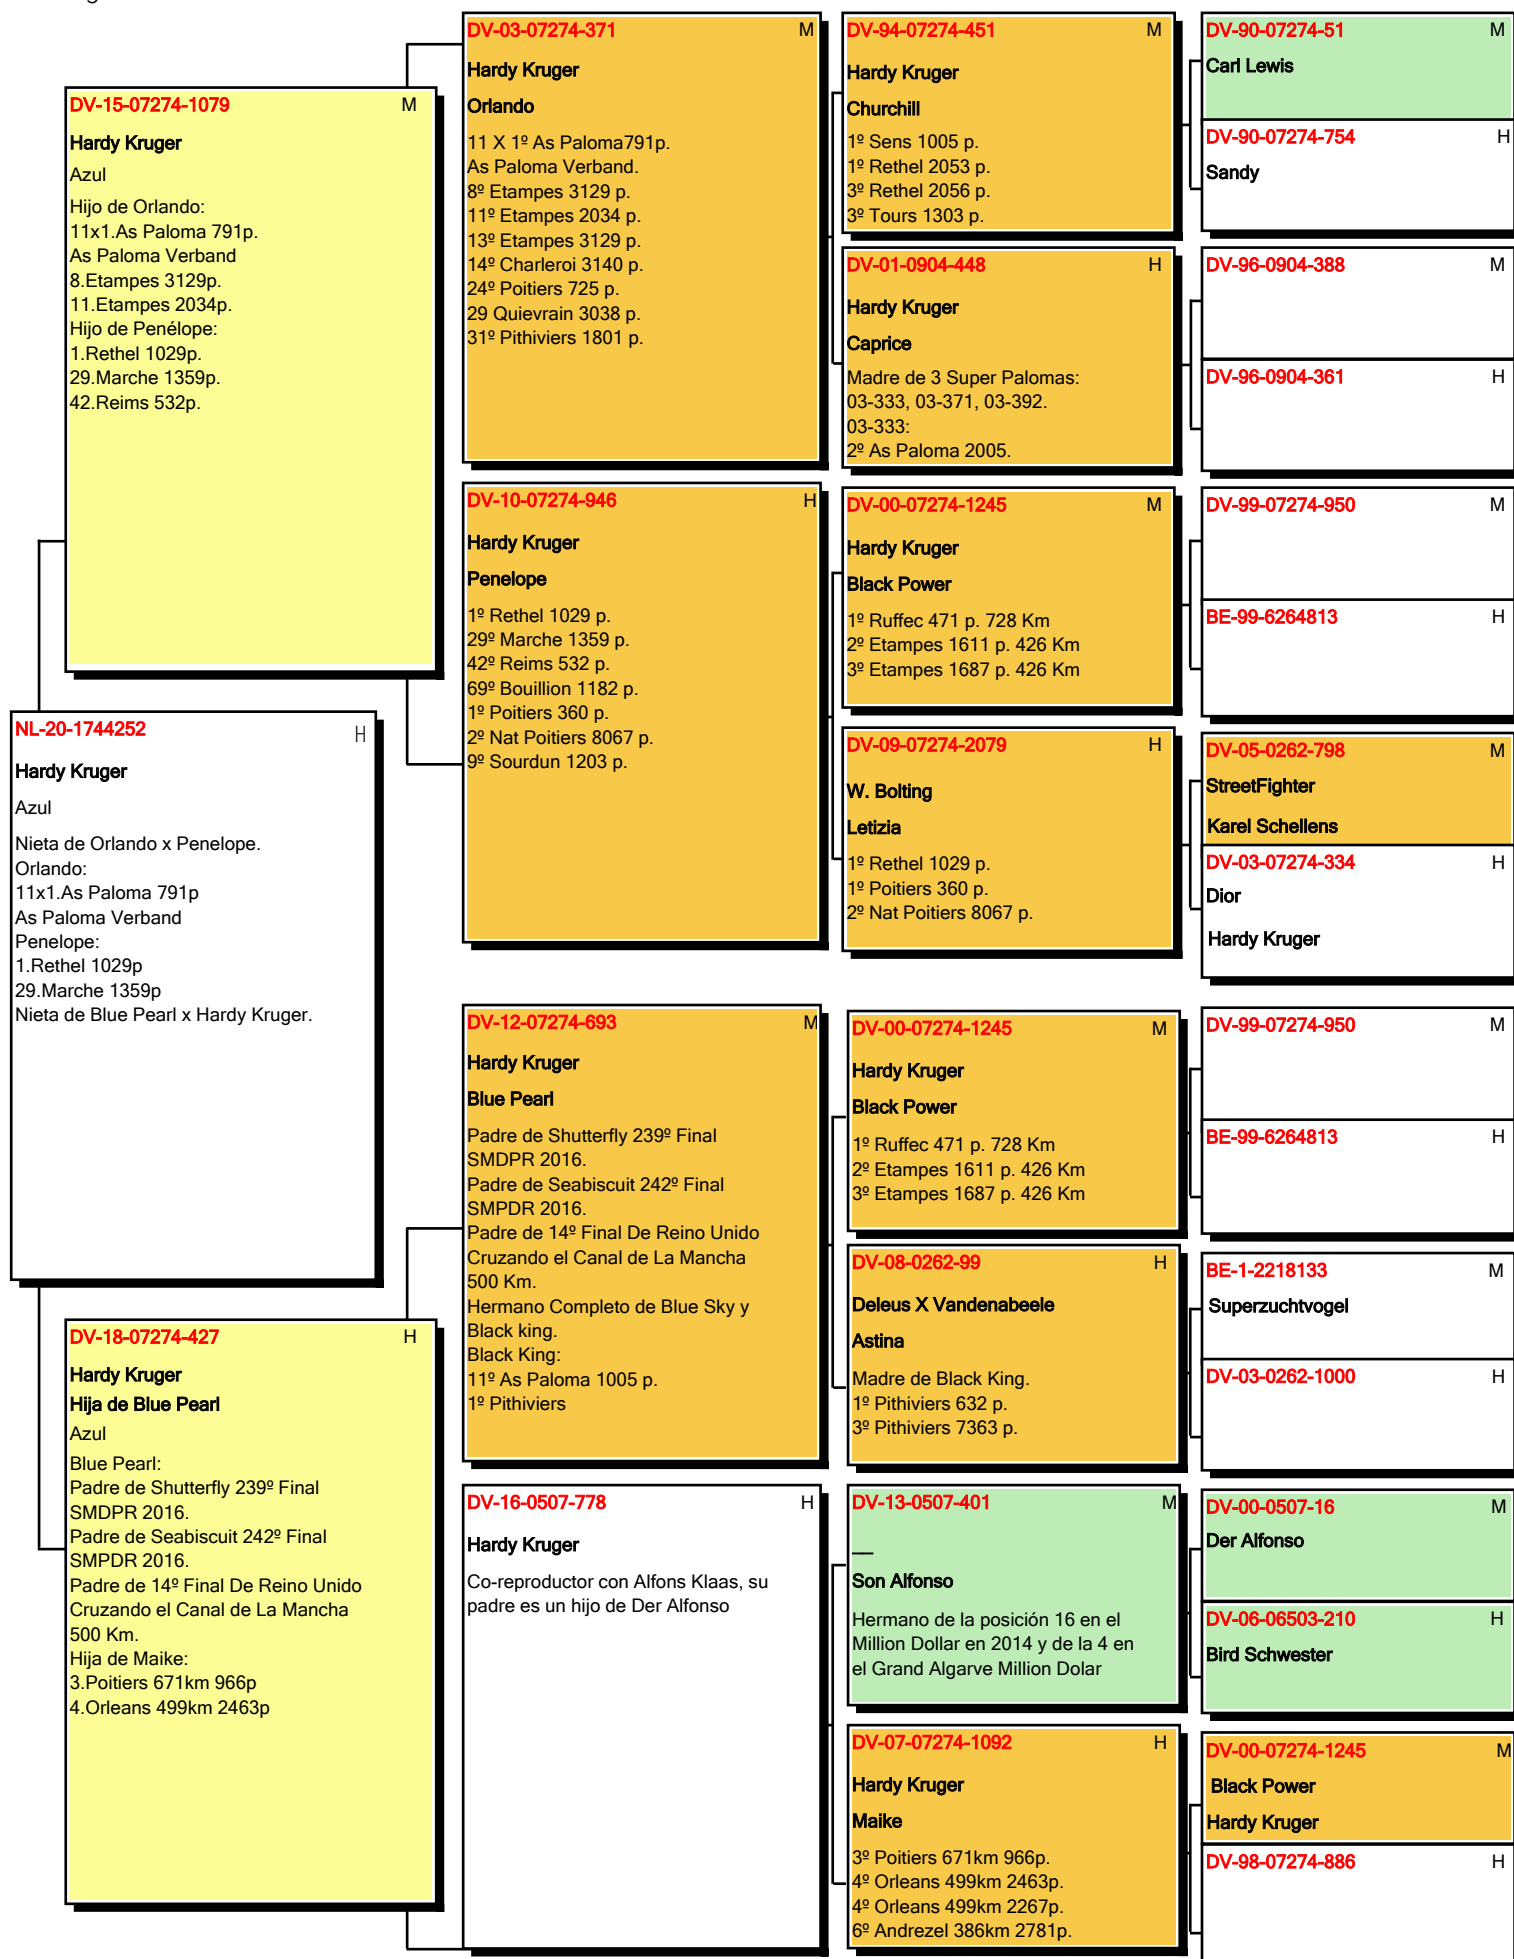 NL-20-1744252 H
Hardy Kruger
Azul
Nieta de Orlando x Penelope.
Orlando:
11x1.As Paloma 791p
As Paloma Verband
Penelope:
1.Rethel 1029p
29.Marche 1359p
Nieta de Blue Pearl x Hardy Kruger.
DV-15-07274-1079 M
Hardy Kruger
Azul
Hijo de Orlando:
11x1.As Paloma 791p.
As Paloma Verband
8.Etampes 3129p.
11.Etampes 2034p.
Hijo de Penélope:
1.Rethel 1029p.
29.Marche 1359p.
42.Reims 532p.
DV-18-07274-427 H
Hardy Kruger
Hija de Blue Pearl
Azul
Blue Pearl:
Padre de Shutterfly 239º Final
SMDPR 2016.
Padre de Seabiscuit 242º Final
SMPDR 2016.
Padre de 14º Final De Reino Unido
Cruzando el Canal de La Mancha
500 Km.
Hija de Maike:
3.Poitiers 671km 966p
4.Orleans 499km 2463p
DV-03-07274-371 M
Hardy Kruger
Orlando
11 X 1º As Paloma791p.
As Paloma Verband.
8º Etampes 3129 p.
11º Etampes 2034 p.
13º Etampes 3129 p.
14º Charleroi 3140 p.
24º Poitiers 725 p.
29 Quievrain 3038 p.
31º Pithiviers 1801 p.
DV-10-07274-946 H
Hardy Kruger
Penelope
1º Rethel 1029 p.
29º Marche 1359 p.
42º Reims 532 p.
69º Bouillion 1182 p.
1º Poitiers 360 p.
2º Nat Poitiers 8067 p.
9º Sourdun 1203 p.
DV-12-07274-693 M
Hardy Kruger
Blue Pearl
Padre de Shutterfly 239º Final
SMDPR 2016.
Padre de Seabiscuit 242º Final
SMPDR 2016.
Padre de 14º Final De Reino Unido
Cruzando el Canal de La Mancha
500 Km.
Hermano Completo de Blue Sky y
Black king.
Black King:
11º As Paloma 1005 p.
1º Pithiviers
DV-16-0507-778 H
Hardy Kruger
Co-reproductor con Alfons Klaas, su
padre es un hijo de Der Alfonso
DV-94-07274-451 M
Hardy Kruger
Churchill
1º Sens 1005 p.
1º Rethel 2053 p.
3º Rethel 2056 p.
3º Tours 1303 p.
DV-01-0904-448 H
Hardy Kruger
Caprice
Madre de 3 Super Palomas:
03-333, 03-371, 03-392.
03-333:
2º As Paloma 2005.
DV-00-07274-1245 M
Hardy Kruger
Black Power
1º Ruffec 471 p. 728 Km
2º Etampes 1611 p. 426 Km
3º Etampes 1687 p. 426 Km
DV-09-07274-2079 H
W. Bolting
Letizia
1º Rethel 1029 p.
1º Poitiers 360 p.
2º Nat Poitiers 8067 p.
DV-00-07274-1245 M
Hardy Kruger
Black Power
1º Ruffec 471 p. 728 Km
2º Etampes 1611 p. 426 Km
3º Etampes 1687 p. 426 Km
DV-08-0262-99 H
Deleus X Vandenabeele
Astina
Madre de Black King.
1º Pithiviers 632 p.
3º Pithiviers 7363 p.
DV-13-0507-401 M
__
Son Alfonso
Hermano de la posición 16 en el
Million Dollar en 2014 y de la 4 en
el Grand Algarve Million Dolar
DV-07-07274-1092 H
Hardy Kruger
Maike
3º Poitiers 671km 966p.
4º Orleans 499km 2463p.
4º Orleans 499km 2267p.
6º Andrezel 386km 2781p.
DV-90-07274-51 M
Carl Lewis
DV-90-07274-754 H
Sandy
DV-96-0904-388 M
DV-96-0904-361 H
DV-99-07274-950 M
BE-99-6264813 H
DV-05-0262-798 M
StreetFighter
Karel Schellens
DV-03-07274-334 H
Dior
Hardy Kruger
DV-99-07274-950 M
BE-99-6264813 H
BE-1-2218133 M
Superzuchtvogel
DV-03-0262-1000 H
DV-00-0507-16 M
Der Alfonso
DV-06-06503-210 H
Bird Schwester
DV-00-07274-1245 M
Black Power
Hardy Kruger
DV-98-07274-886 H